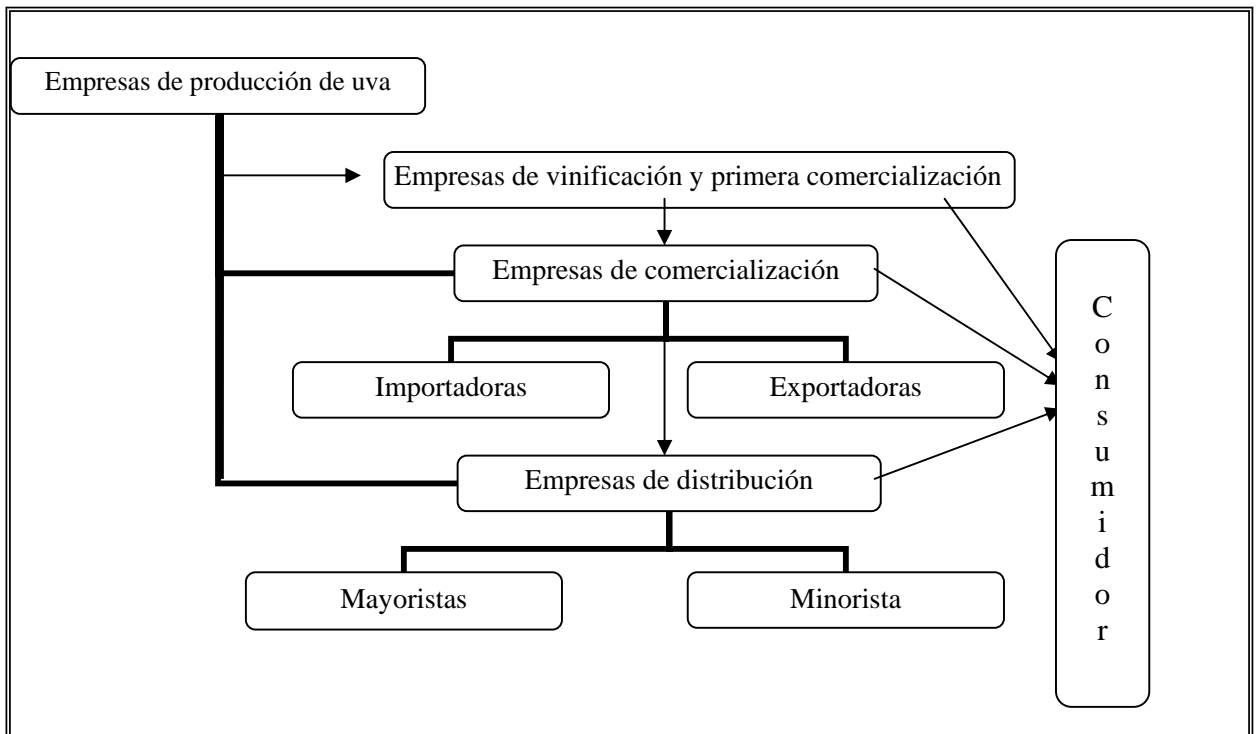 Empresas de producción de uva
Empresas de vinificación y primera comercialización
Empresas de comercialización
Importadoras
Exportadoras
Empresas de distribución
Mayoristas
Minorista
C
o
n
s
u
m
i
d
o
r